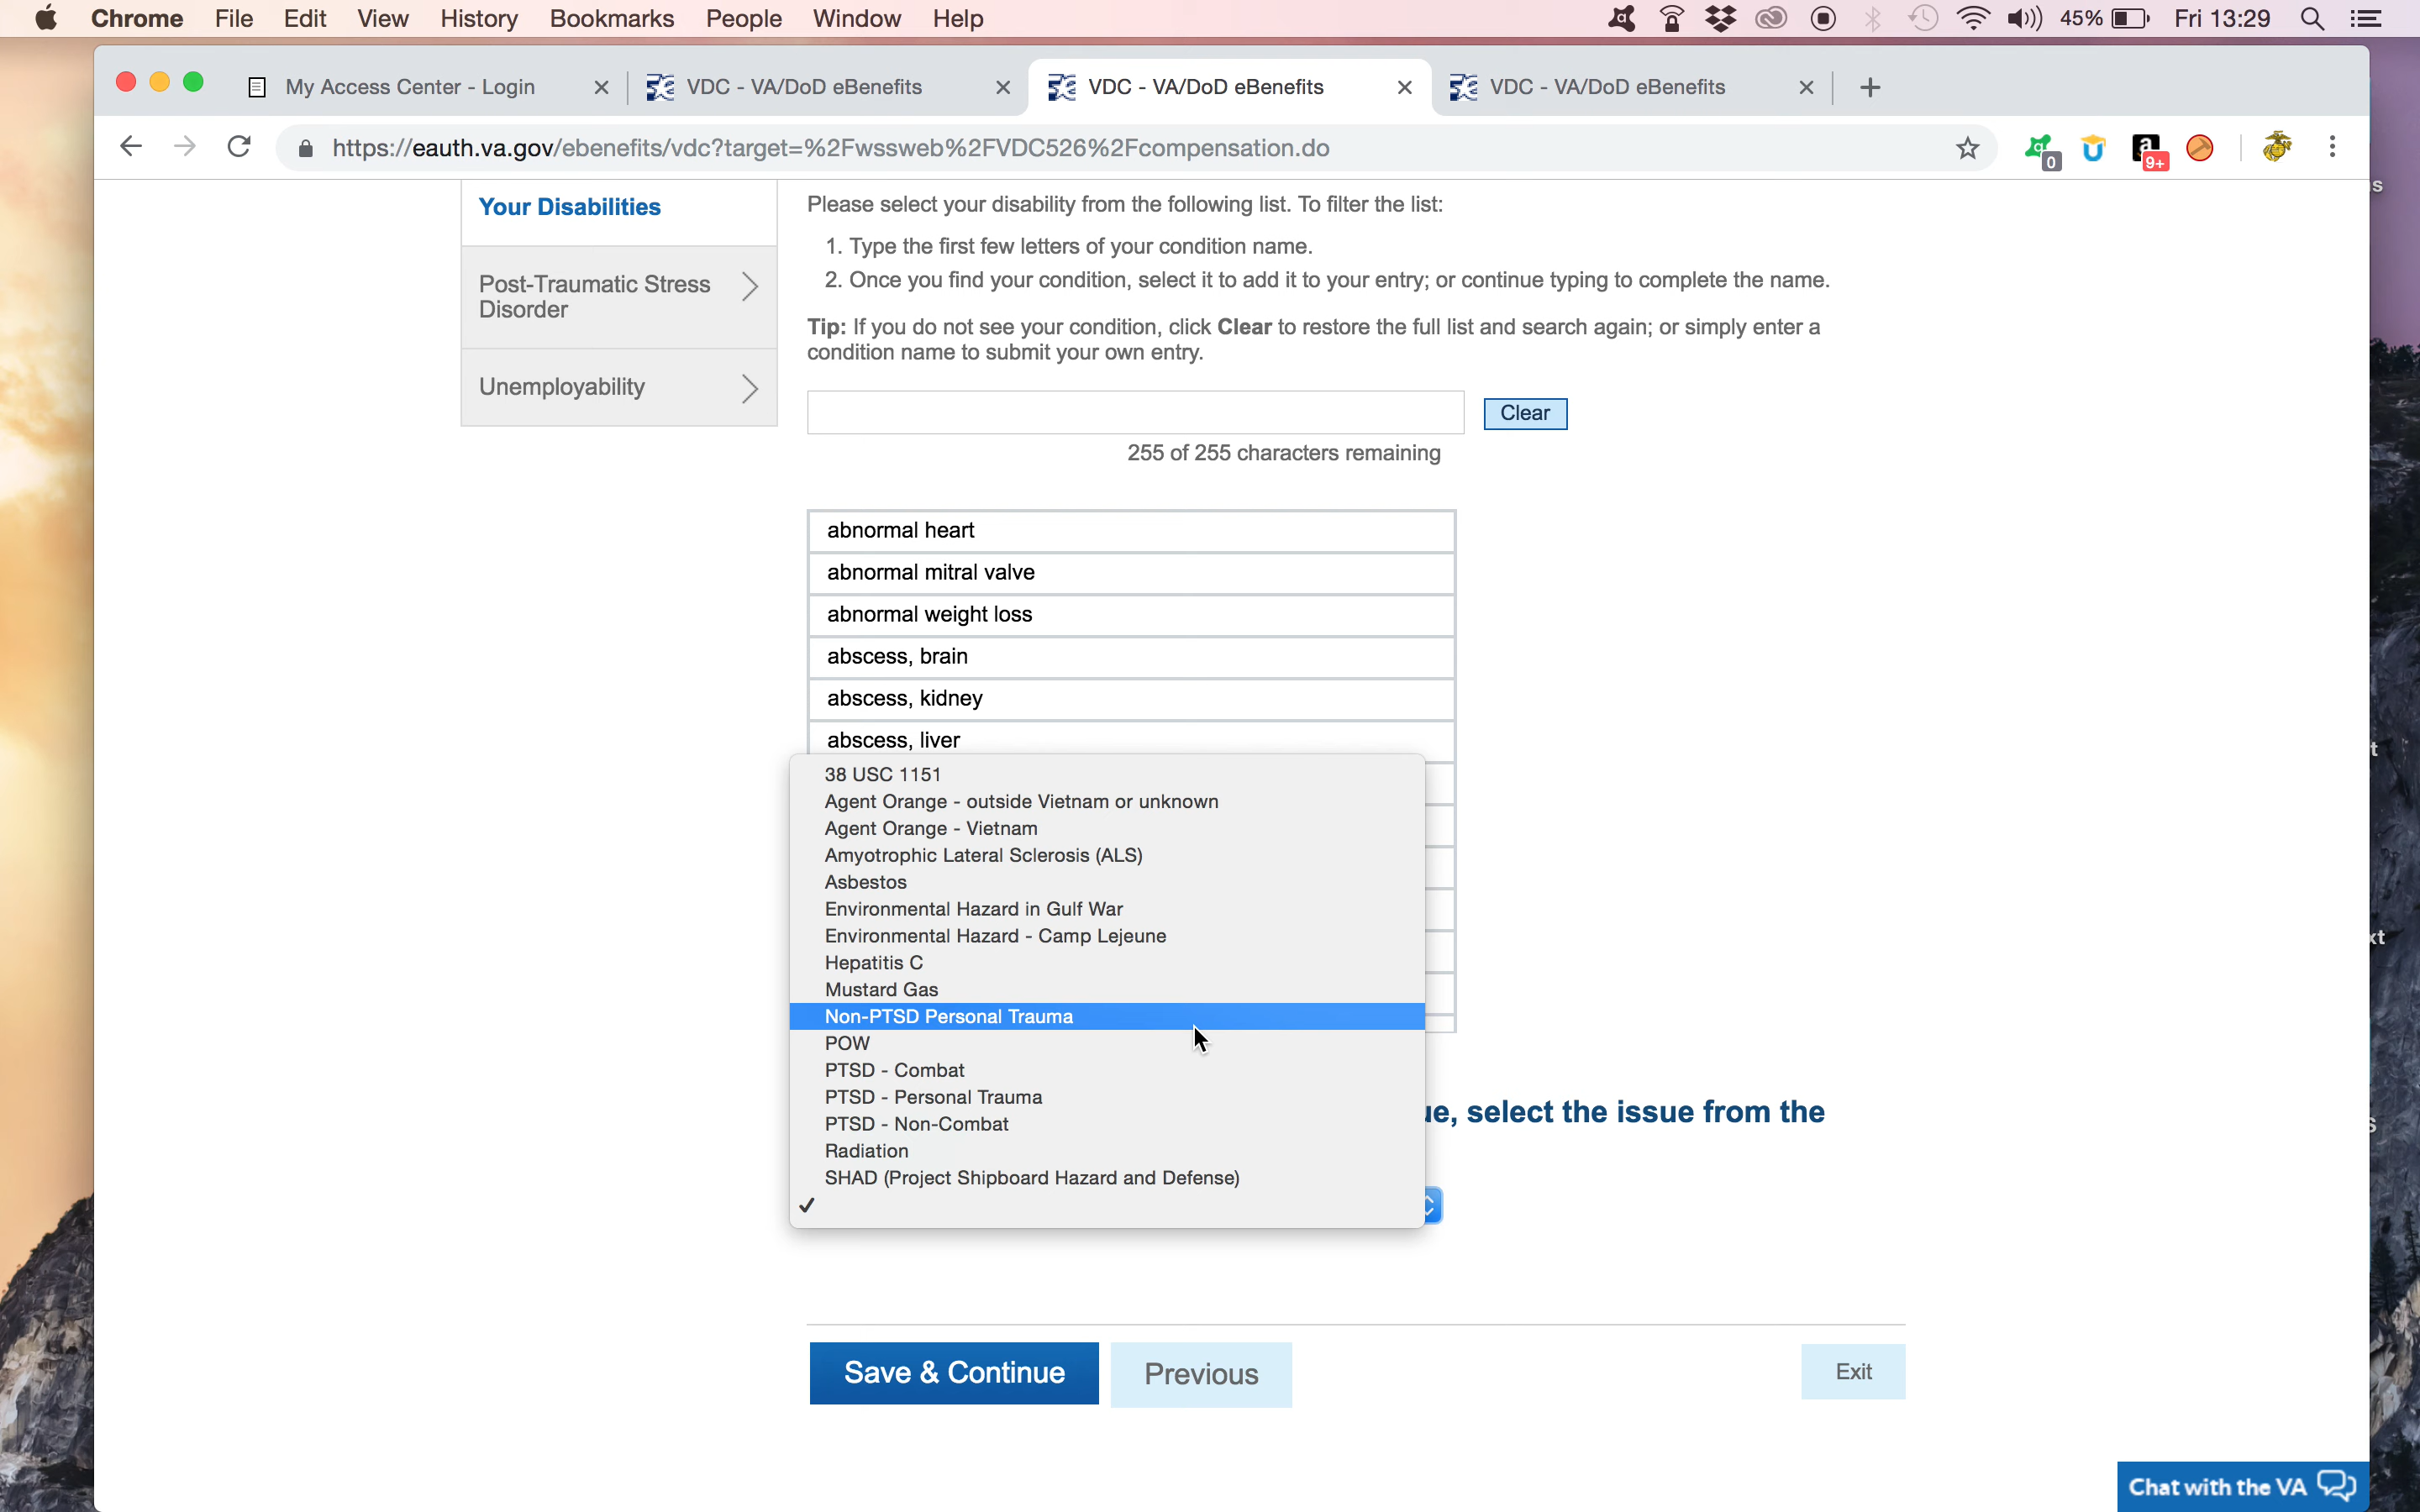 Chrome File Edit View History Bookmarks People Window Help 45% Fri 13:29
My Access Center - Login VDC - VA/DoD eBenefits VDC - VA/DoD eBenefits VDC - VA/DoD eBenefits
https://eauth.va.gov/ebenefits/vdc?target=%2Fwssweb%2FVDC526%2Fcompensation.do 0 a 9+
Your Disabilities
Post-Traumatic Stress
Disorder
Unemployability
Please select your disability from the following list. To filter the list:
1. Type the first few letters of your condition name.
2. Once you find your condition, select it to add it to your entry; or continue typing to complete the name.
Tip: If you do not see your condition, click Clear to restore the full list and search again; or simply enter a
condition name to submit your own entry.
Clear
255 of 255 characters remaining
abnormal heart
abnormal mitral valve
abnormal weight loss
abscess, brain
abscess, kidney
abscess, liver
38 USC 1151
Agent Orange - outside Vietnam or unknown
Agent Orange - Vietnam
Amyotrophic Lateral Sclerosis (ALS)
Asbestos
Environmental Hazard in Gulf War
Environmental Hazard - Camp Lejeune
Hepatitis C
Mustard Gas
Non-PTSD Personal Trauma
POW
PTSD - Combat
PTSD - Personal Trauma
PTSD - Non-Combat
Radiation
SHAD (Project Shipboard Hazard and Defense)
, select the issue from the
Save & Continue Previous Exit
Chat with the VA